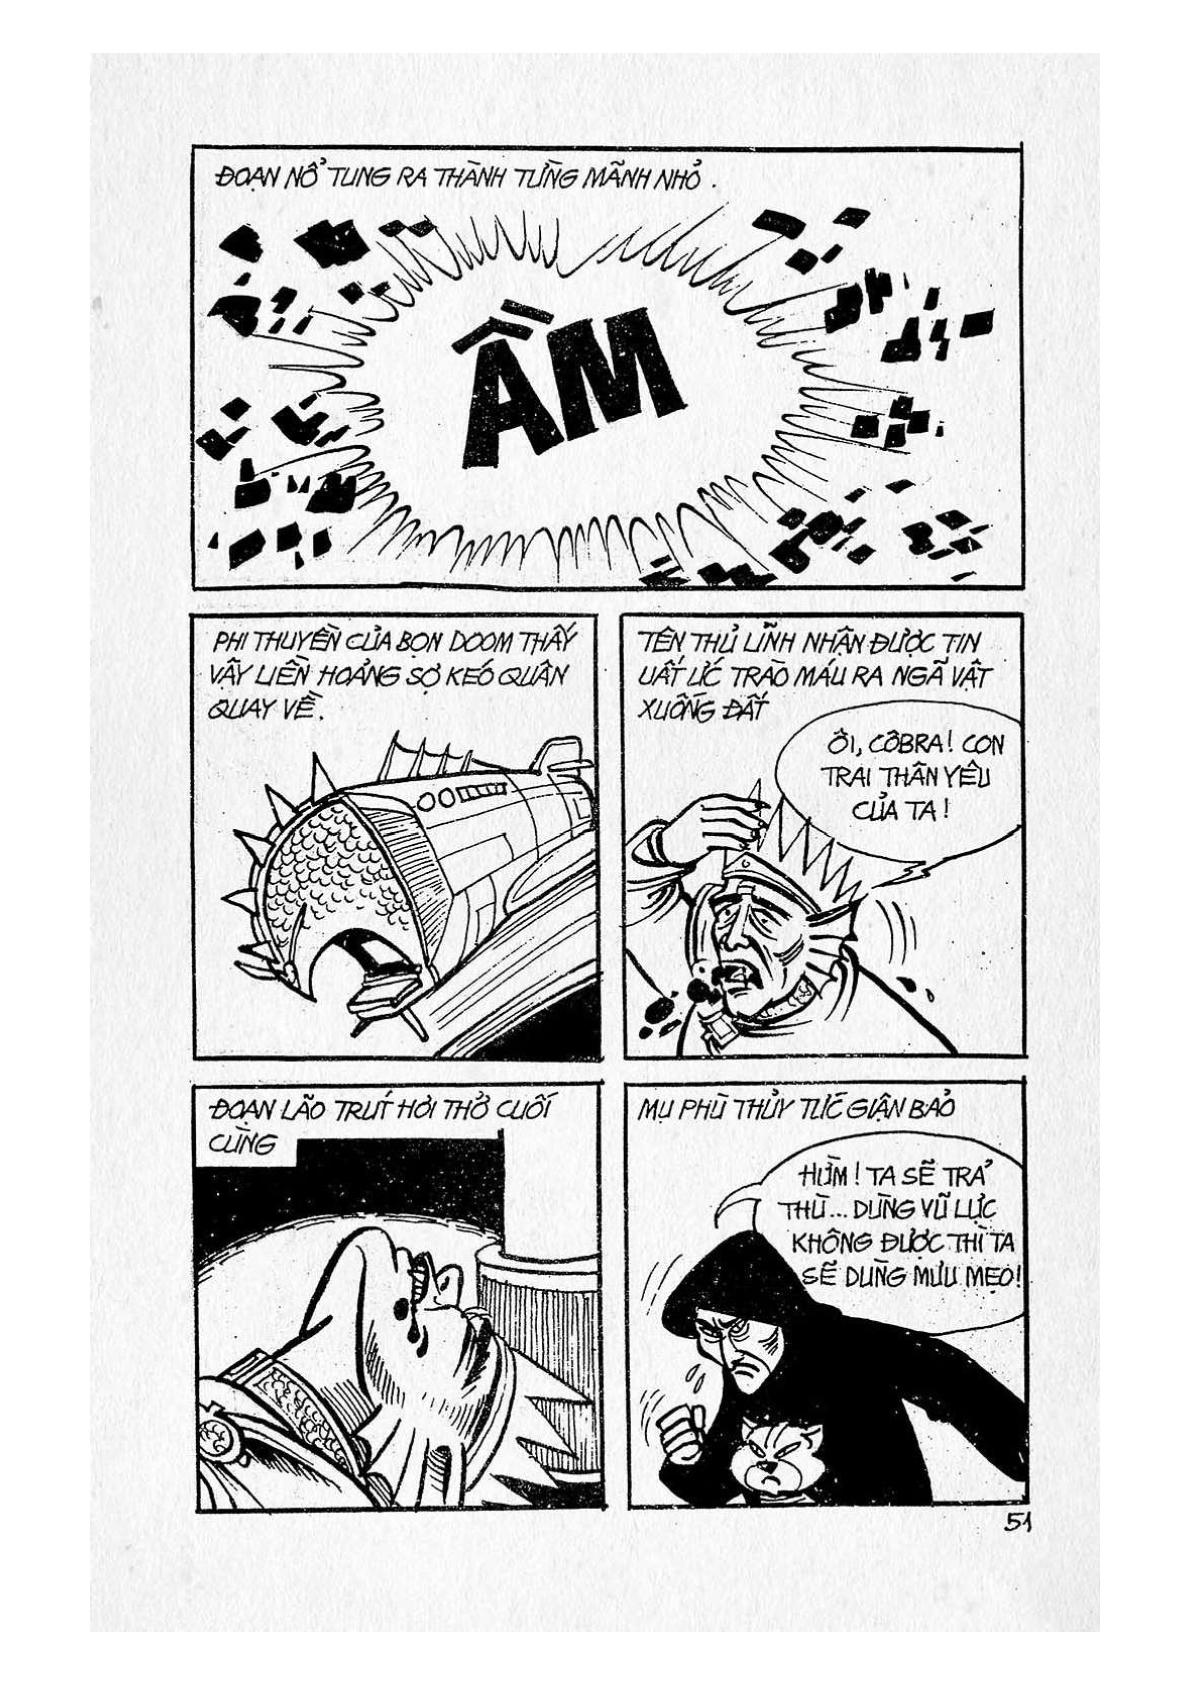 ĐOẠN NỔ TUNG RA THÀNH TỪNG MÃNH NHỎ.
ẦM
PHI THUYỀN CỦA BỌN DOOM THẤY
VẬY LIỀN HOẢNG SỢ KÉO QUÂN
QUAY VỀ.
TÊN THỦ LĨNH NHẬN ĐƯỢC TIN
UẤT ỨC TRÀO MÁU RA NGÃ VẬT
XUỐNG ĐẤT
ÔI, CÔBRA! CON
TRAI THÂN YÊU
CỦA TA!
ĐOẠN LÃO TRÚT HƠI THỞ CUỐI
CÙNG
MỤ PHÙ THỦY TỨC GIẬN BẢO
HỪM! TA SẼ TRẢ
THÙ... DÙNG VŨ LỰC
KHÔNG ĐƯỢC THÌ TA
SẼ DÙNG MƯU MẸO!
51